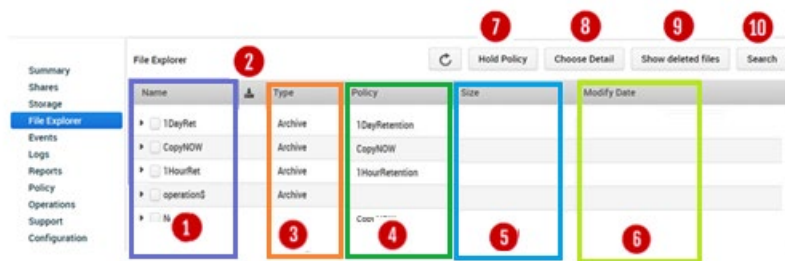 7 8 9 10
File Explorer 2 Hold Policy Choose Detail Show deleted files Search
Summary
Shares
Storage
File Explorer
Events
Logs
Reports
Policy
Operations
Support
Configuration
Name Type Policy Size Modify Date
1DayRet Archive 1DayRetention
CopyNOW Archive CopyNOW
1HourRet Archive 1HourRetention
operation$ Archive
1 3 4 5 6